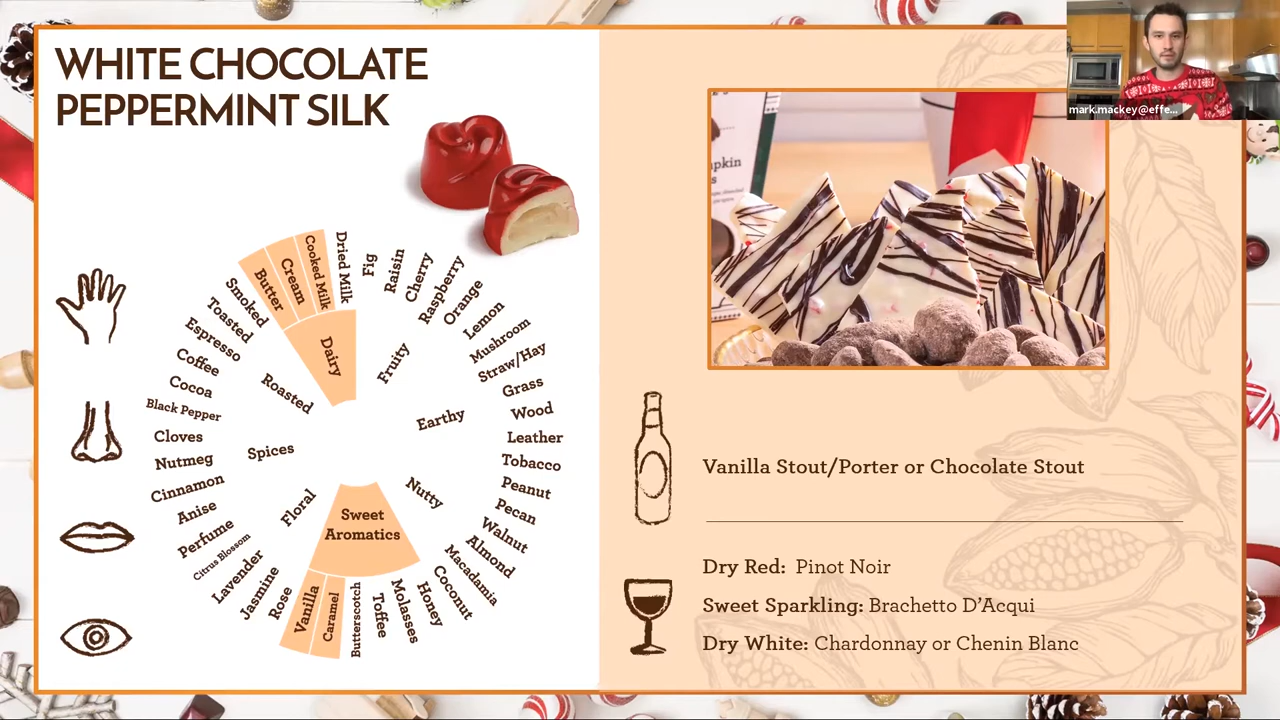 WHITE CHOCOLATE
PEPPERMINT SILK
mark.mackey@effe...
Butter
Cream
Cooked Milk
Dried Milk
Fig
Raisin
Cherry
Raspberry
Orange
Lemon
Mushroom
Straw/Hay
Grass
Wood
Leather
Tobacco
Peanut
Pecan
Walnut
Almond
Macadamia
Coconut
Honey
Molasses
Toffee
Butterscotch
Caramel
Vanilla
Rose
Jasmine
Lavender
Citrus Blossom
Perfume
Anise
Cinnamon
Nutmeg
Cloves
Black Pepper
Cocoa
Coffee
Espresso
Toasted
Smoked
Dairy
Fruity
Earthy
Nutty
Sweet
Aromatics
Floral
Spices
Roasted
Vanilla Stout/Porter or Chocolate Stout
Dry Red: Pinot Noir
Sweet Sparkling: Brachetto D’Acqui
Dry White: Chardonnay or Chenin Blanc